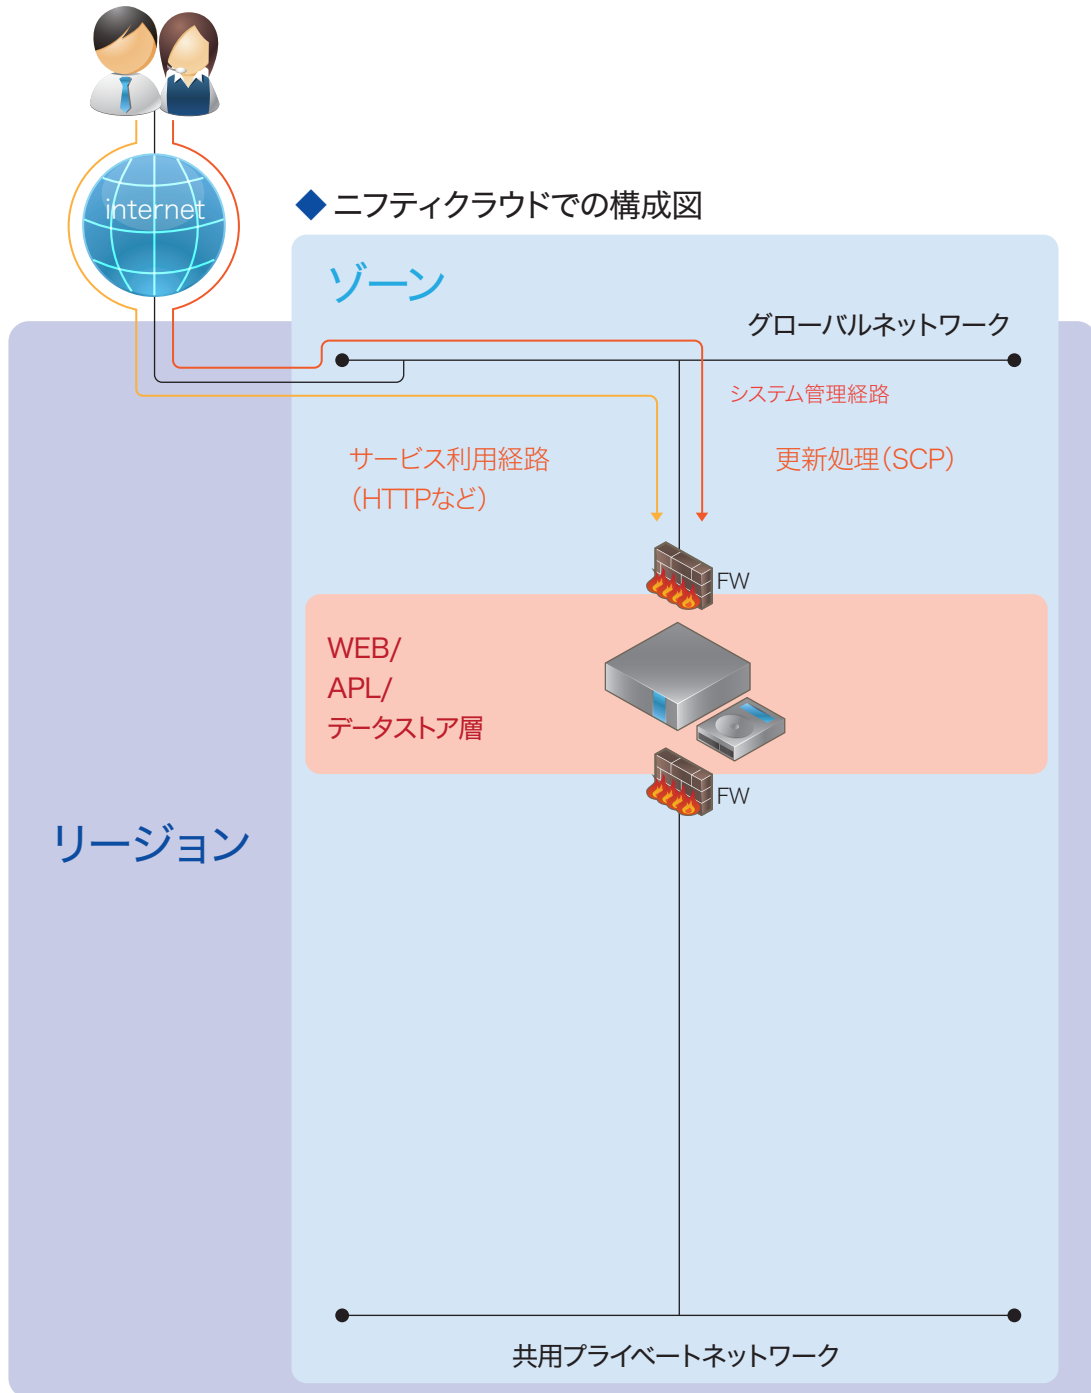 internet
◆ ニフティクラウドでの構成図
ゾーン
グローバルネットワーク
システム管理経路
サービス利用経路
（HTTPなど）
更新処理（SCP）
FW
WEB/
APL/
データストア層
FW
リージョン
共用プライベートネットワーク